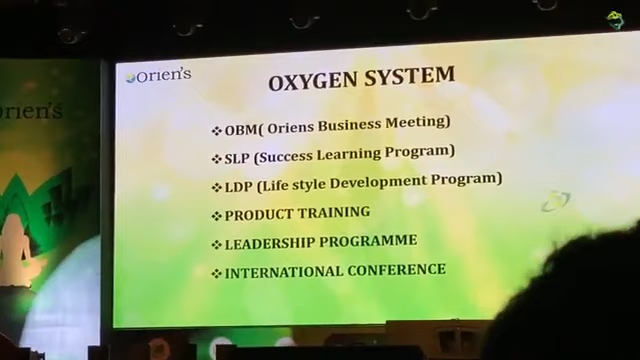 Orien's
OXYGEN SYSTEM
OBM( Oriens Business Meeting)
SLP (Success Learning Program)
LDP (Life style Development Program)
PRODUCT TRAINING
LEADERSHIP PROGRAMME
INTERNATIONAL CONFERENCE
rien's